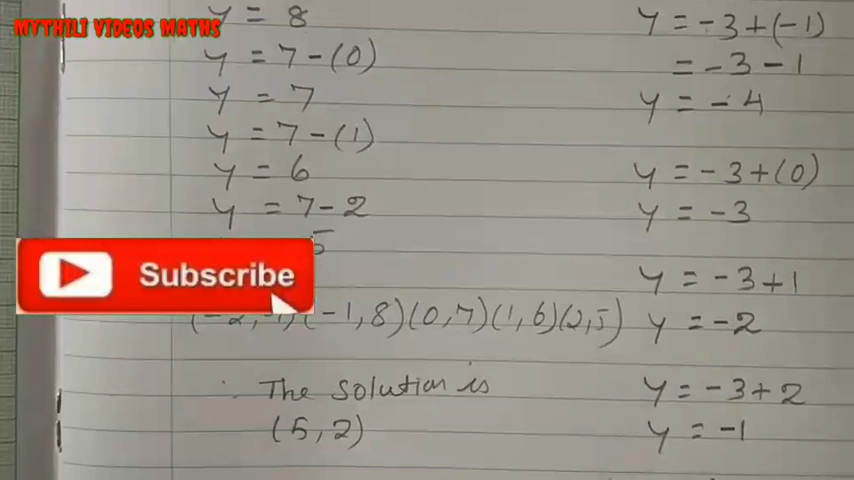 MYTHILI VIDEOS MATHS
y = 8
y = 7-(0)
y = 7
y = 7-(1)
y = 6
y = 7-2
5
Subscribe
(-1,8)(0,7)(1,6)(2,5)
∴ The solution is
(5,2)
y = -3+(-1)
= -3-1
y = -4
y = -3+(0)
y = -3
y = -3+1
y = -2
y = -3+2
y = -1